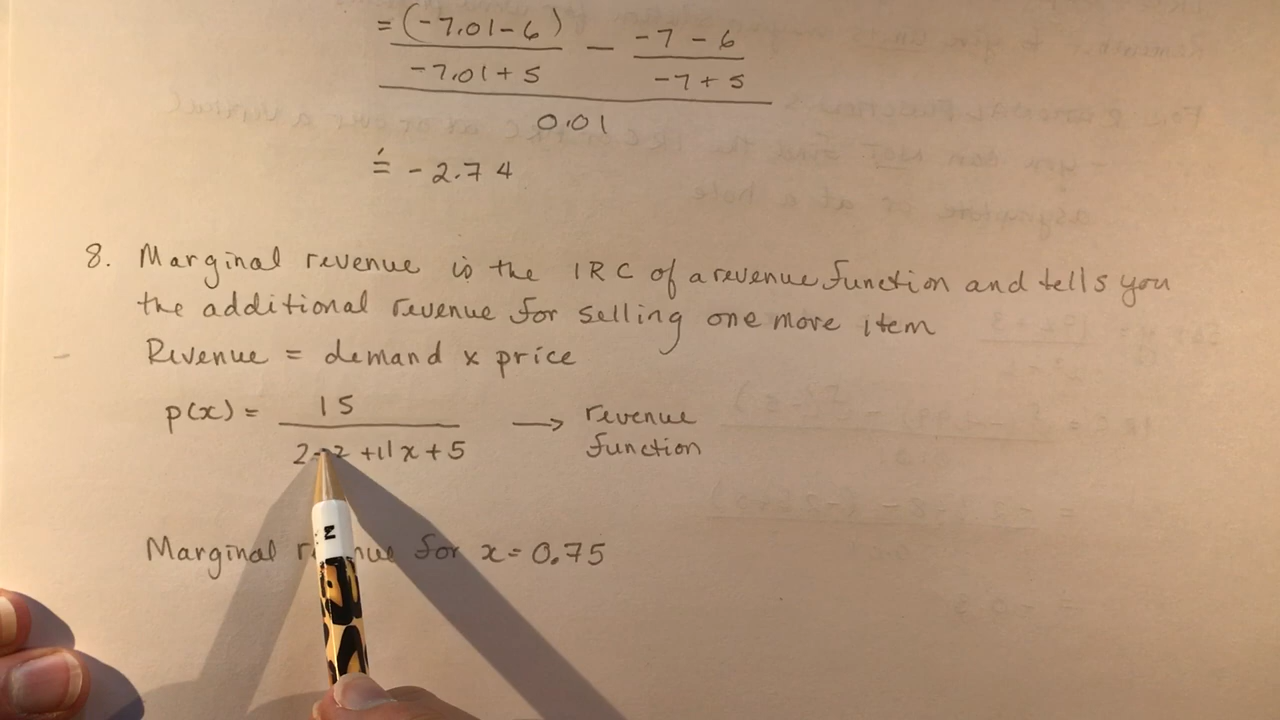 = (-7.01-6) / -7.01+5 − -7-6 / -7+5
0.01
≐ -2.74
8. Marginal revenue is the IRC of a revenue function and tells you
the additional revenue for selling one more item
Revenue = demand x price
p(x) = 15 → revenue function
+11x+5
Marginal for x = 0.75